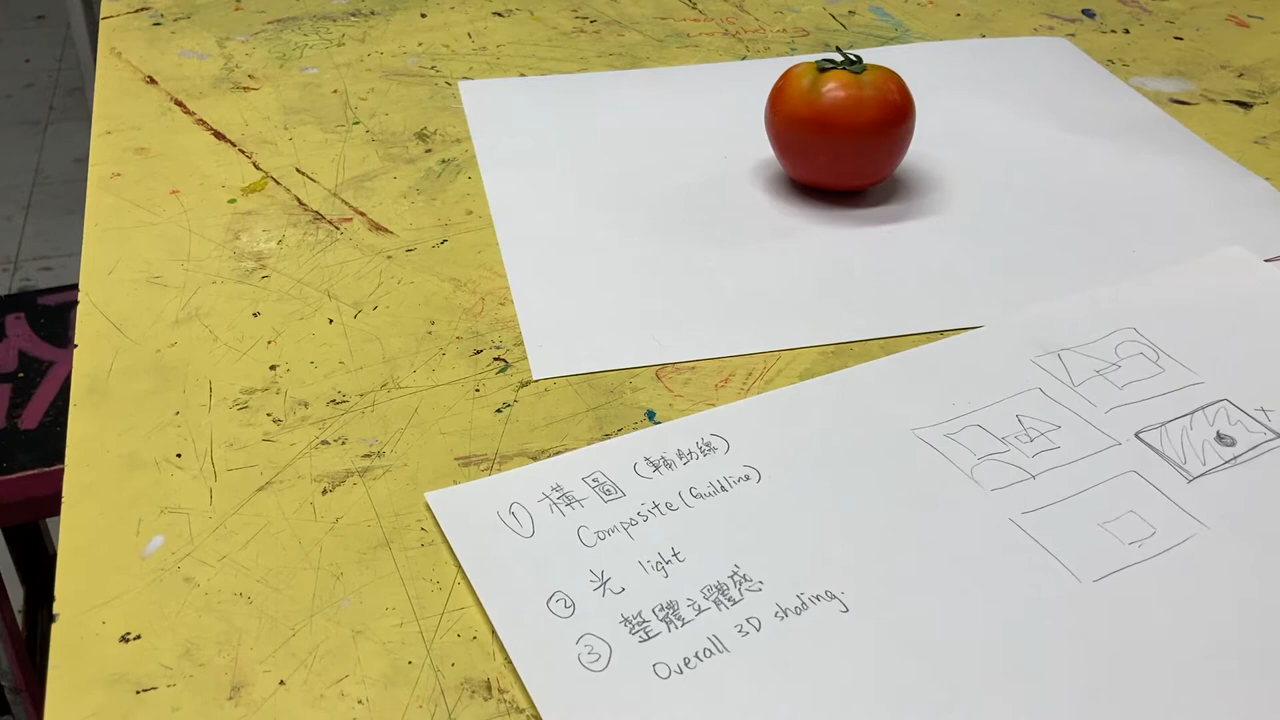 ① 構圖 (輔助線)
Composite (Guildline)
② 光 light
③ 整體立體感
Overall 3D shading.